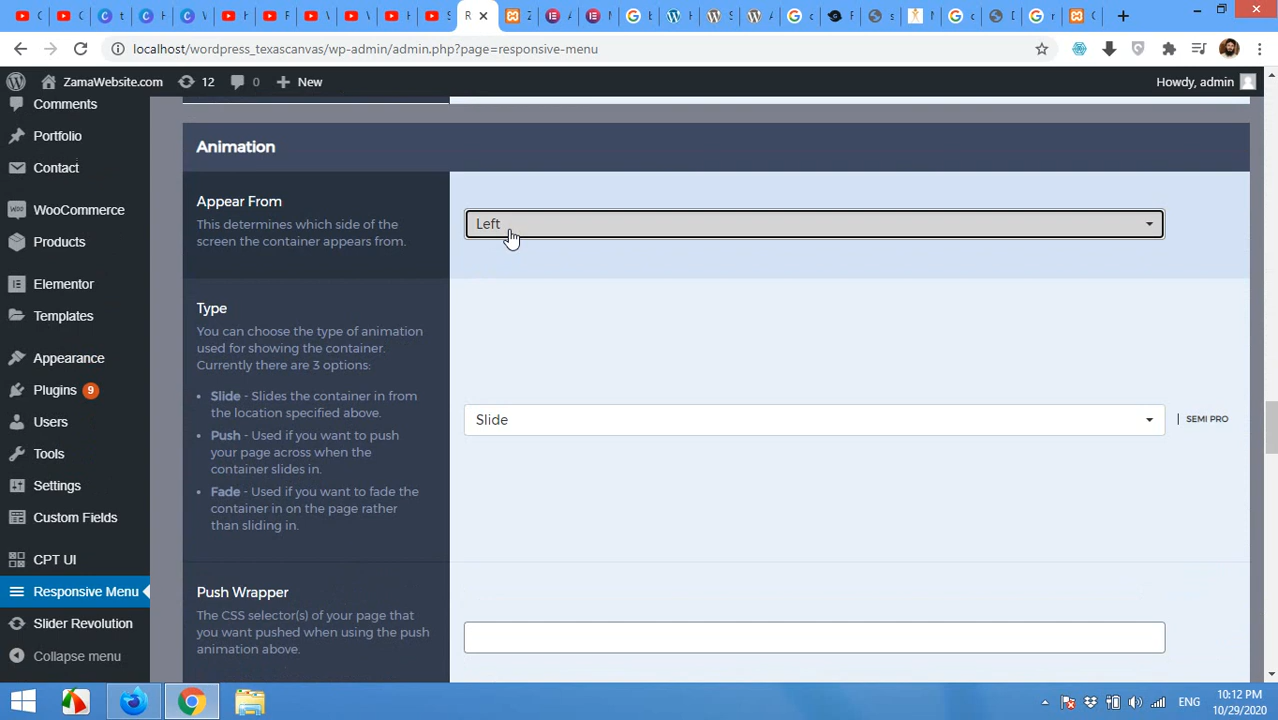 localhost/wordpress_texascanvas/wp-admin/admin.php?page=responsive-menu
ZamaWebsite.com
12
0
New
Howdy, admin
Comments
Portfolio
Contact
WooCommerce
Products
Elementor
Templates
Appearance
Plugins 9
Users
Tools
Settings
Custom Fields
CPT UI
Responsive Menu
Slider Revolution
Collapse menu
Animation
Appear From
This determines which side of the
screen the container appears from.
Left
Type
You can choose the type of animation
used for showing the container.
Currently there are 3 options:
• Slide - Slides the container in from
the location specified above.
• Push - Used if you want to push
your page across when the
container slides in.
• Fade - Used if you want to fade the
container in on the page rather
than sliding in.
Slide
SEMI PRO
Push Wrapper
The CSS selector(s) of your page that
you want pushed when using the push
animation above.
ENG
10:12 PM
10/29/2020